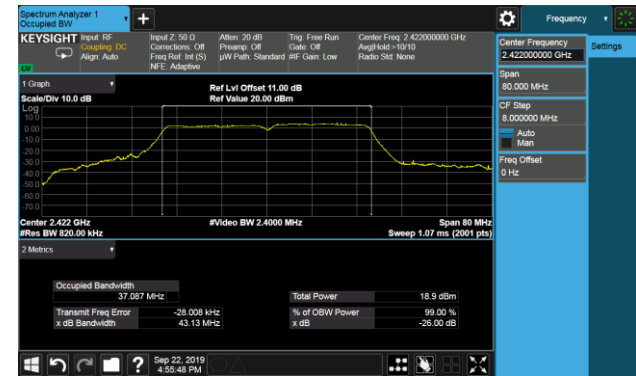 Spectrum Analyzer 1
Occupied BW
+
Frequency
KEYSIGHT Input: RF
Coupling: DC
Align: Auto
Input Z: 50 Ω
Corrections: Off
Freq Ref: Int (S)
NFE: Adaptive
Atten: 20 dB
Preamp: Off
µW Path: Standard
Trig: Free Run
Gate: Off
#IF Gain: Low
Center Freq: 2.422000000 GHz
Avg|Hold:>10/10
Radio Std: None
Center Frequency
2.422000000 GHz
Settings
Span
80.000 MHz
CF Step
8.000000 MHz
Auto
Man
Freq Offset
0 Hz
1 Graph
Scale/Div 10.0 dB
Ref Lvl Offset 11.00 dB
Ref Value 20.00 dBm
Log
10.0
0.00
-10.0
-20.0
-30.0
-40.0
-50.0
-60.0
-70.0
Center 2.422 GHz
#Res BW 820.00 kHz
#Video BW 2.4000 MHz
Span 80 MHz
Sweep 1.07 ms (2001 pts)
2 Metrics
Occupied Bandwidth
37.087 MHz
Total Power 18.9 dBm
Transmit Freq Error -28.008 kHz
% of OBW Power 99.00 %
x dB Bandwidth 43.13 MHz
x dB -26.00 dB
?
Sep 22, 2019
4:55:48 PM